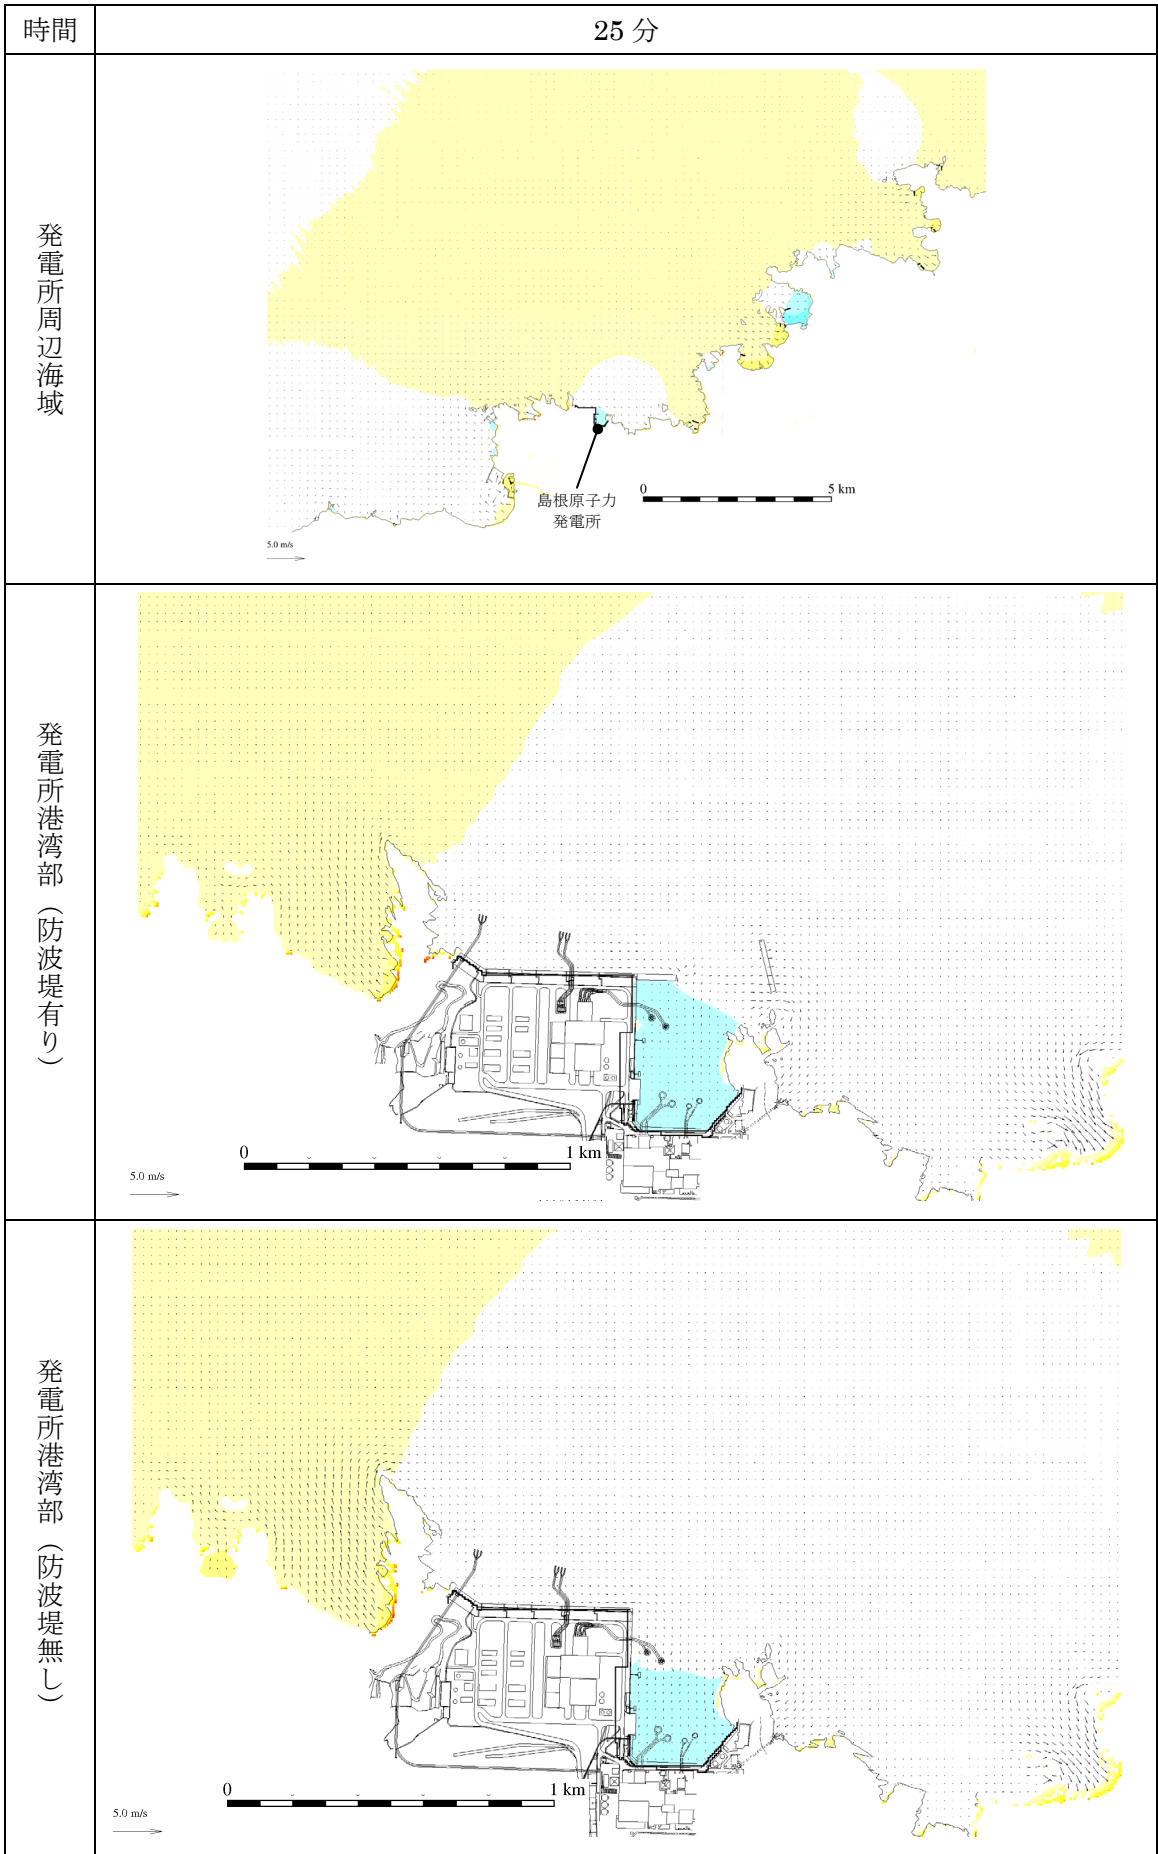 時間
25 分
発電所周辺海域
島根原子力
発電所
0
5 km
5.0 m/s
発電所港湾部（防波堤有り）
0
1 km
5.0 m/s
発電所港湾部（防波堤無し）
0
1 km
5.0 m/s